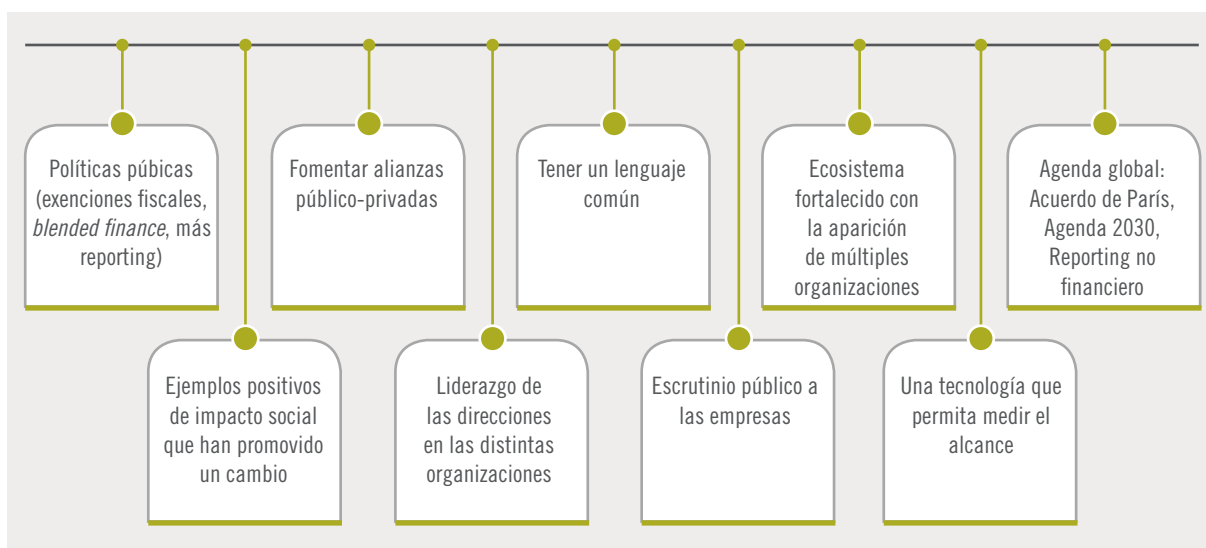 Políticas púbicas
(exenciones fiscales,
blended finance, más
reporting)
Fomentar alianzas
público-privadas
Tener un lenguaje
común
Ecosistema
fortalecido con
la aparición
de múltiples
organizaciones
Agenda global:
Acuerdo de París,
Agenda 2030,
Reporting no
financiero
Ejemplos positivos
de impacto social
que han promovido
un cambio
Liderazgo de
las direcciones
en las distintas
organizaciones
Escrutinio público a
las empresas
Una tecnología que
permita medir el
alcance